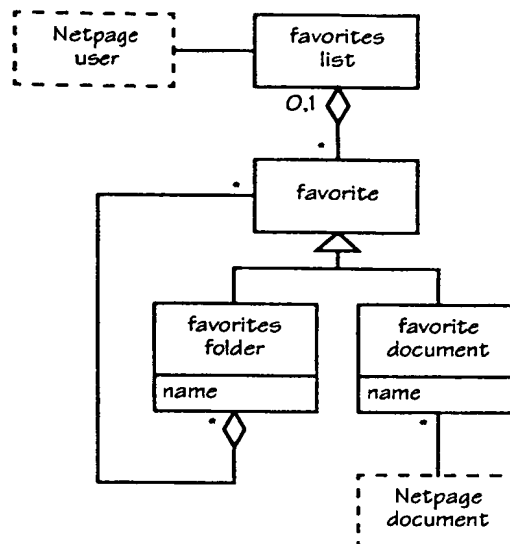 Netpage
user
favorites
list
0,1
*
*
favorite
favorites
folder
name
*
favorite
document
name
*
Netpage
document